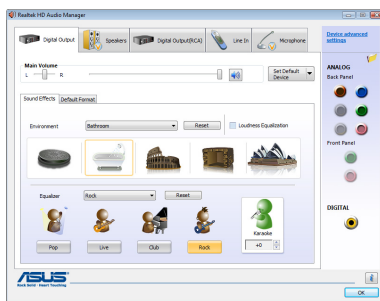 Realtek HD Audio Manager
Digital Output
Speakers
Digital Output(RCA)
Line In
Microphone
Device advanced settings
Main Volume
L
R
Set Default Device
ANALOG
Back Panel
Sound Effects
Default Format
Environment
Bathroom
Reset
Loudness Equalization
Front Panel
Equalizer
Rock
Reset
Karaoke
Pop
Live
Club
Rock
+0
DIGITAL
ASUS
Rock Solid · Heart Touching
OK